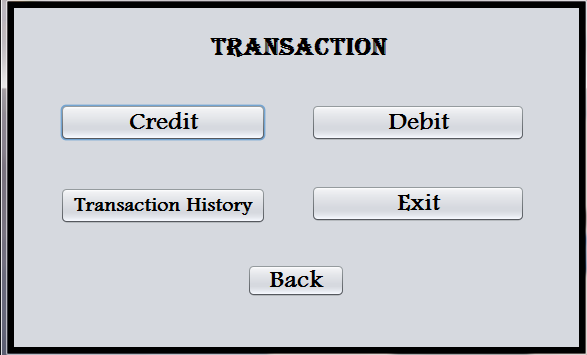 TRANSACTION
Credit
Debit
Transaction History
Exit
Back